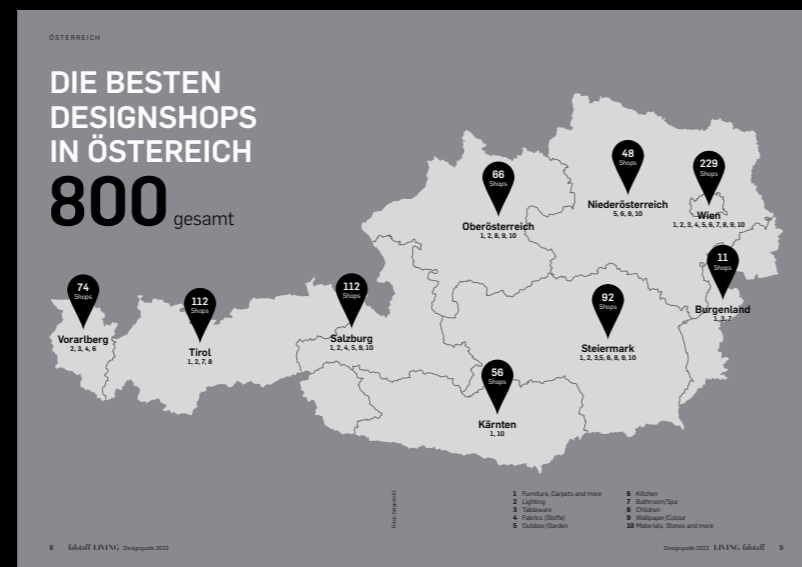 ÖSTERREICH
DIE BESTEN
DESIGNSHOPS
IN ÖSTEREICH
800 gesamt
48
Shops
Niederösterreich
5, 6, 9, 10
229
Shops
Wien
1, 2, 3, 4, 5, 6, 7, 8, 9, 10
66
Shops
Oberösterreich
1, 2, 8, 9, 10
11
Shops
Burgenland
1, 3, 7
74
Shops
Vorarlberg
2, 3, 4, 6
112
Shops
Tirol
1, 2, 7, 8
112
Shops
Salzburg
1, 2, 4, 5, 9, 10
92
Shops
Steiermark
1, 2, 3,5, 6, 8, 9, 10
56
Shops
Kärnten
1, 10
1 Furniture, Carpets and more
2 Lighting
3 Tableware
4 Fabrics (Stoffe)
5 Outdoor/Garden
6 Kitchen
7 Bathroom/Spa
8 Children
9 Wallpaper/Colour
10 Materials, Stones and more
8 falstaff LIVING Designguide 2023
Designguide 2023 LIVING falstaff 9